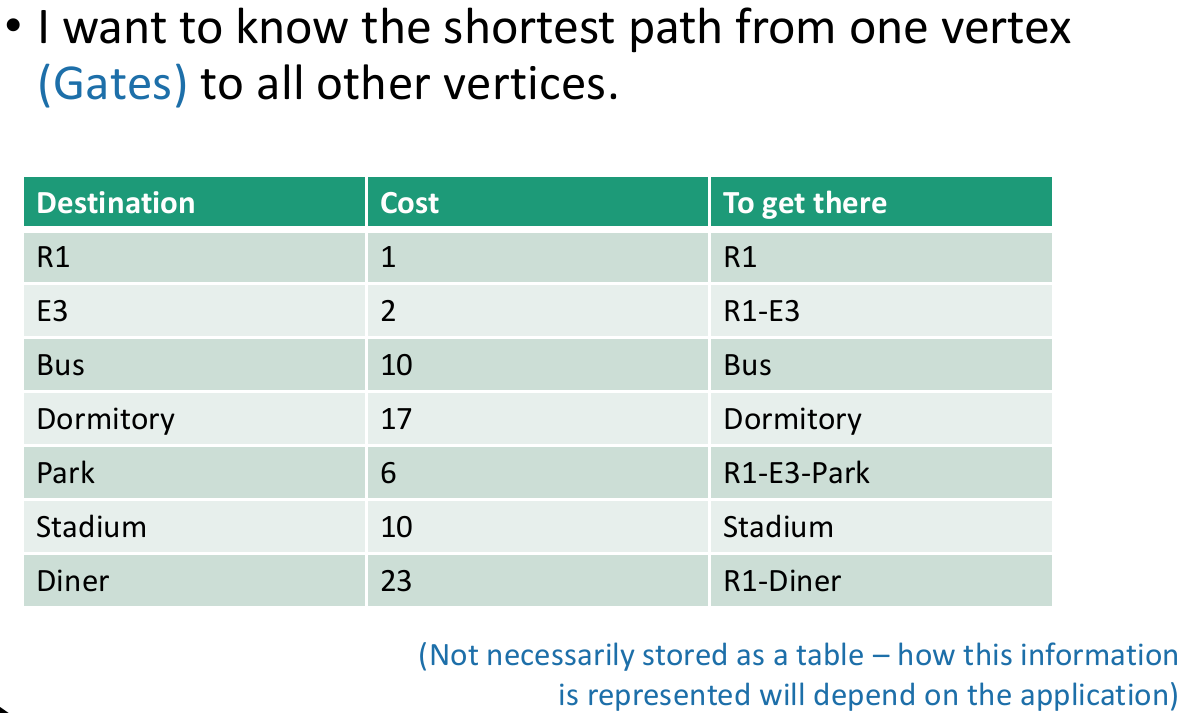 • I want to know the shortest path from one vertex
(Gates) to all other vertices.
Destination Cost To get there
R1 1 R1
E3 2 R1-E3
Bus 10 Bus
Dormitory 17 Dormitory
Park 6 R1-E3-Park
Stadium 10 Stadium
Diner 23 R1-Diner
(Not necessarily stored as a table – how this information
is represented will depend on the application)